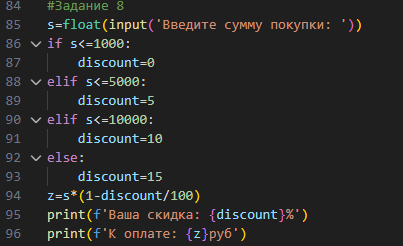 84 #Задание 8
85 s=float(input('Введите сумму покупки: '))
86 if s<=1000:
87     discount=0
88 elif s<=5000:
89     discount=5
90 elif s<=10000:
91     discount=10
92 else:
93     discount=15
94 z=s*(1-discount/100)
95 print(f'Ваша скидка: {discount}%')
96 print(f'К оплате: {z}руб')